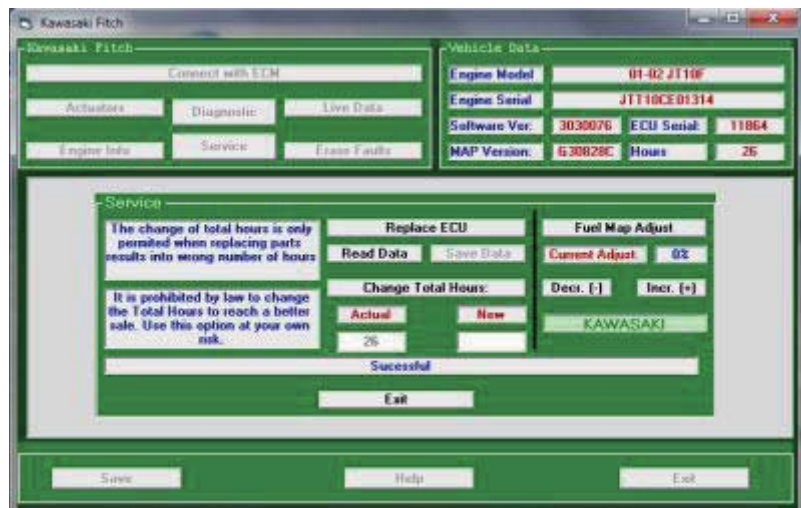 Kawasaki Fitch
Kawasaki Fitch
Connect with ECM
Actuators
Diagnostic
Live Data
Engine Info
Service
Erase Faults
Vehicle Data
Engine Model
01-02 JT10F
Engine Serial
JTT10CE01314
Software Ver:
3030076
ECU Serial:
11864
MAP Version:
G30828C
Hours
26
Service
The change of total hours is only
permited when replacing parts
results into wrong number of hours
It is prohibited by law to change
the Total Hours to reach a better
sale. Use this option at your own
risk.
Replace ECU
Read Data
Save Data
Change Total Hours:
Actual
New
26
Fuel Map Adjust
Current Adjust:
0%
Decr. (-)
Incr. (+)
KAWASAKI
Sucessful
Exit
Save
Help
Exit